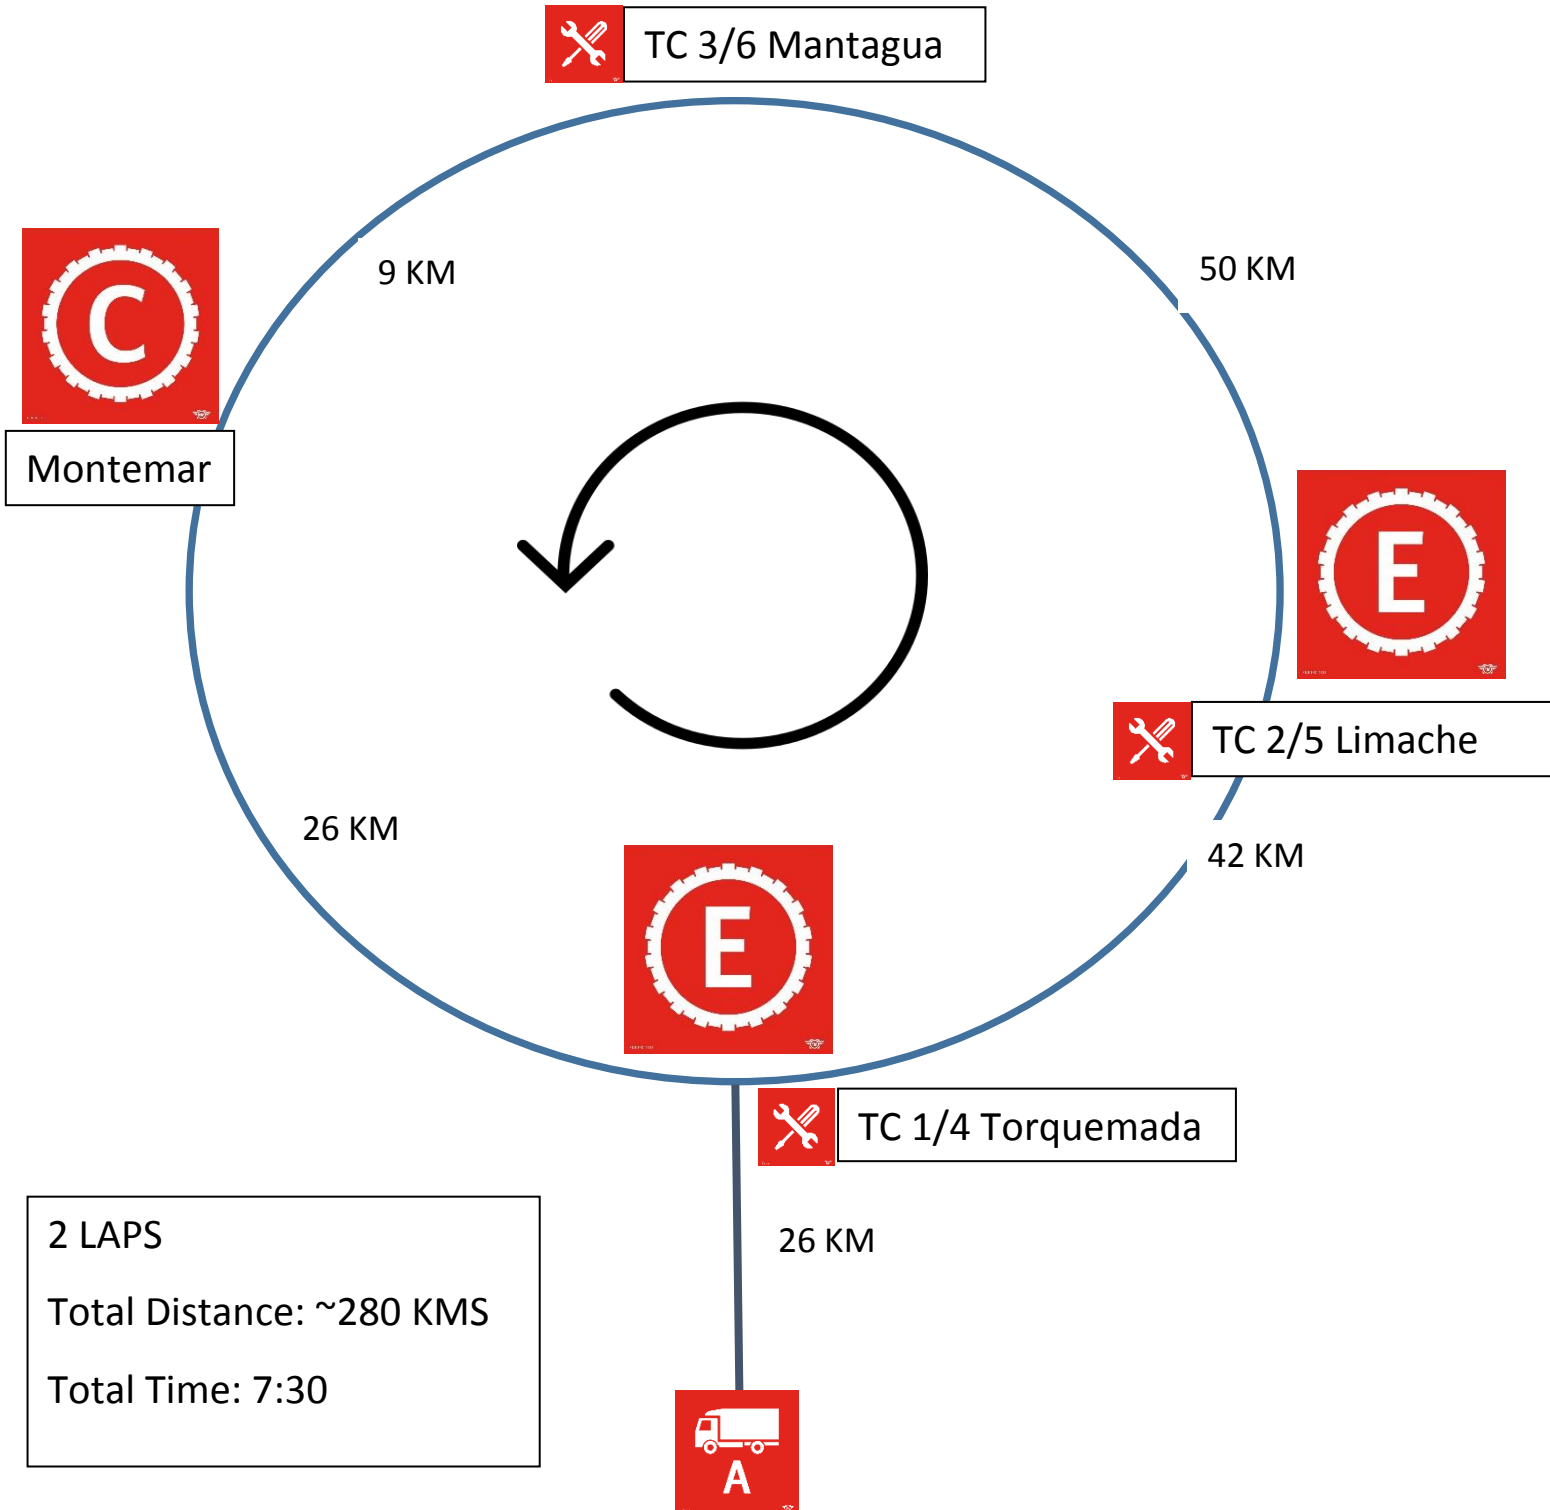 TC 3/6 Mantagua
9 KM
50 KM
C
Montemar
E
TC 2/5 Limache
26 KM
42 KM
E
TC 1/4 Torquemada
2 LAPS
Total Distance: ~280 KMS
Total Time: 7:30
26 KM
A